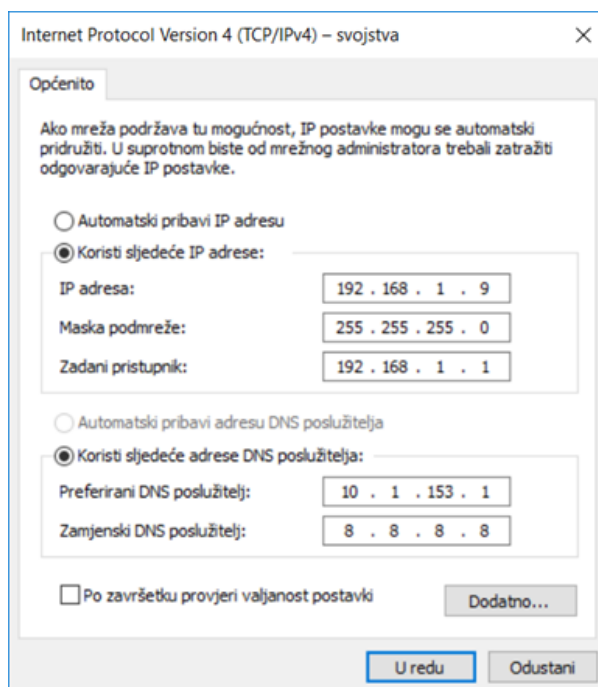 Internet Protocol Version 4 (TCP/IPv4) – svojstva
Općenito
Ako mreža podržava tu mogućnost, IP postavke mogu se automatski
pridružiti. U suprotnom biste od mrežnog administratora trebali zatražiti
odgovarajuće IP postavke.
Automatski pribavi IP adresu
Koristi sljedeće IP adrese:
IP adresa: 192 . 168 . 1 . 9
Maska podmreže: 255 . 255 . 255 . 0
Zadani pristupnik: 192 . 168 . 1 . 1
Automatski pribavi adresu DNS poslužitelja
Koristi sljedeće adrese DNS poslužitelja:
Preferirani DNS poslužitelj: 10 . 1 . 153 . 1
Zamjenski DNS poslužitelj: 8 . 8 . 8 . 8
Po završetku provjeri valjanost postavki
Dodatno...
U redu Odustani